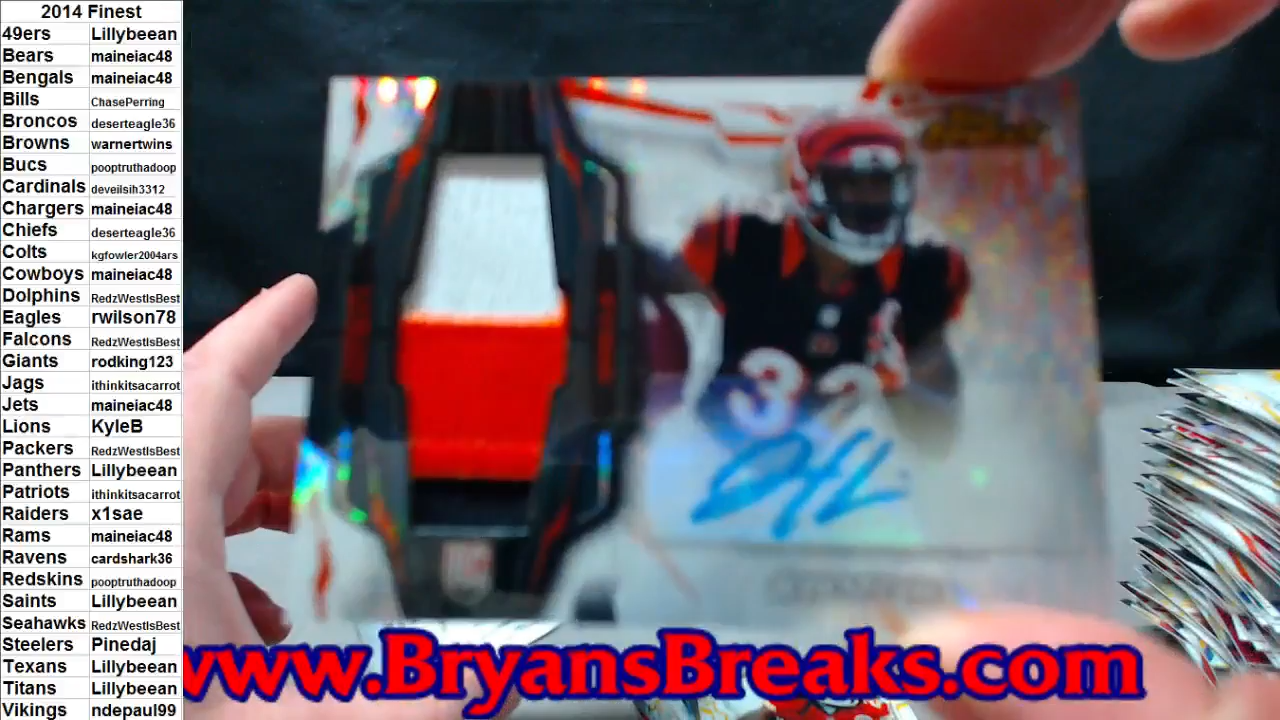 2014 Finest
49ers Lillybeean
Bears maineiac48
Bengals maineiac48
Bills ChasePerring
Broncos deserteagle36
Browns warnertwins
Bucs pooptruthadoop
Cardinals deveilsih3312
Chargers maineiac48
Chiefs deserteagle36
Colts kgfowler2004ars
Cowboys maineiac48
Dolphins RedzWestIsBest
Eagles rwilson78
Falcons RedzWestIsBest
Giants rodking123
Jags ithinkitsacarrot
Jets maineiac48
Lions KyleB
Packers RedzWestIsBest
Panthers Lillybeean
Patriots ithinkitsacarrot
Raiders x1sae
Rams maineiac48
Ravens cardshark36
Redskins pooptruthadoop
Saints Lillybeean
Seahawks RedzWestIsBest
Steelers Pinedaj
Texans Lillybeean
Titans Lillybeean
Vikings ndepaul99
32
www.BryansBreaks.com